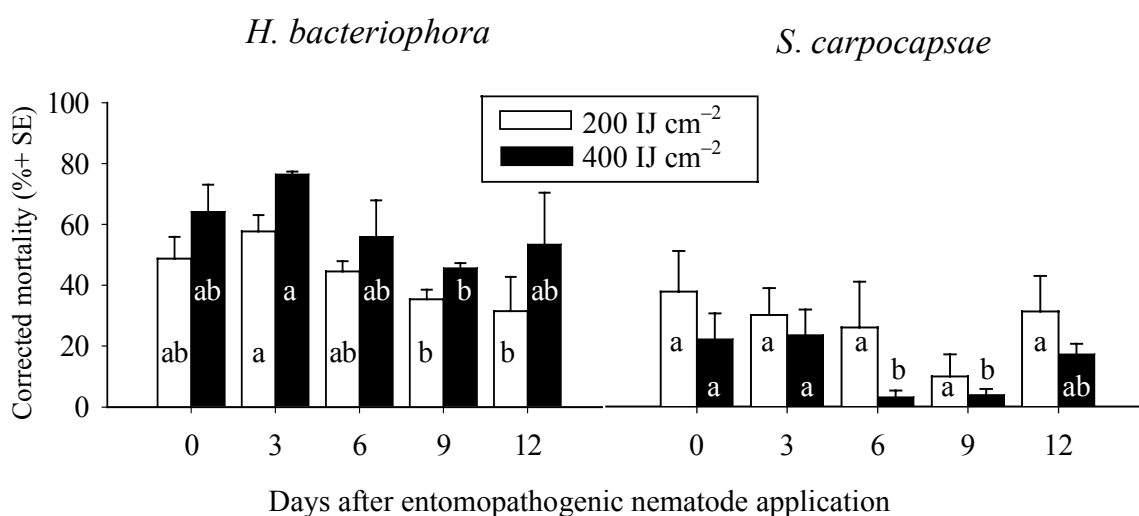 H. bacteriophora
S. carpocapsae
Corrected mortality (%+ SE)
100
80
60
40
20
0
200 IJ cm⁻²
400 IJ cm⁻²
ab ab a a ab ab b b b ab
a a a a a b a b a ab
0 3 6 9 12 0 3 6 9 12
Days after entomopathogenic nematode application